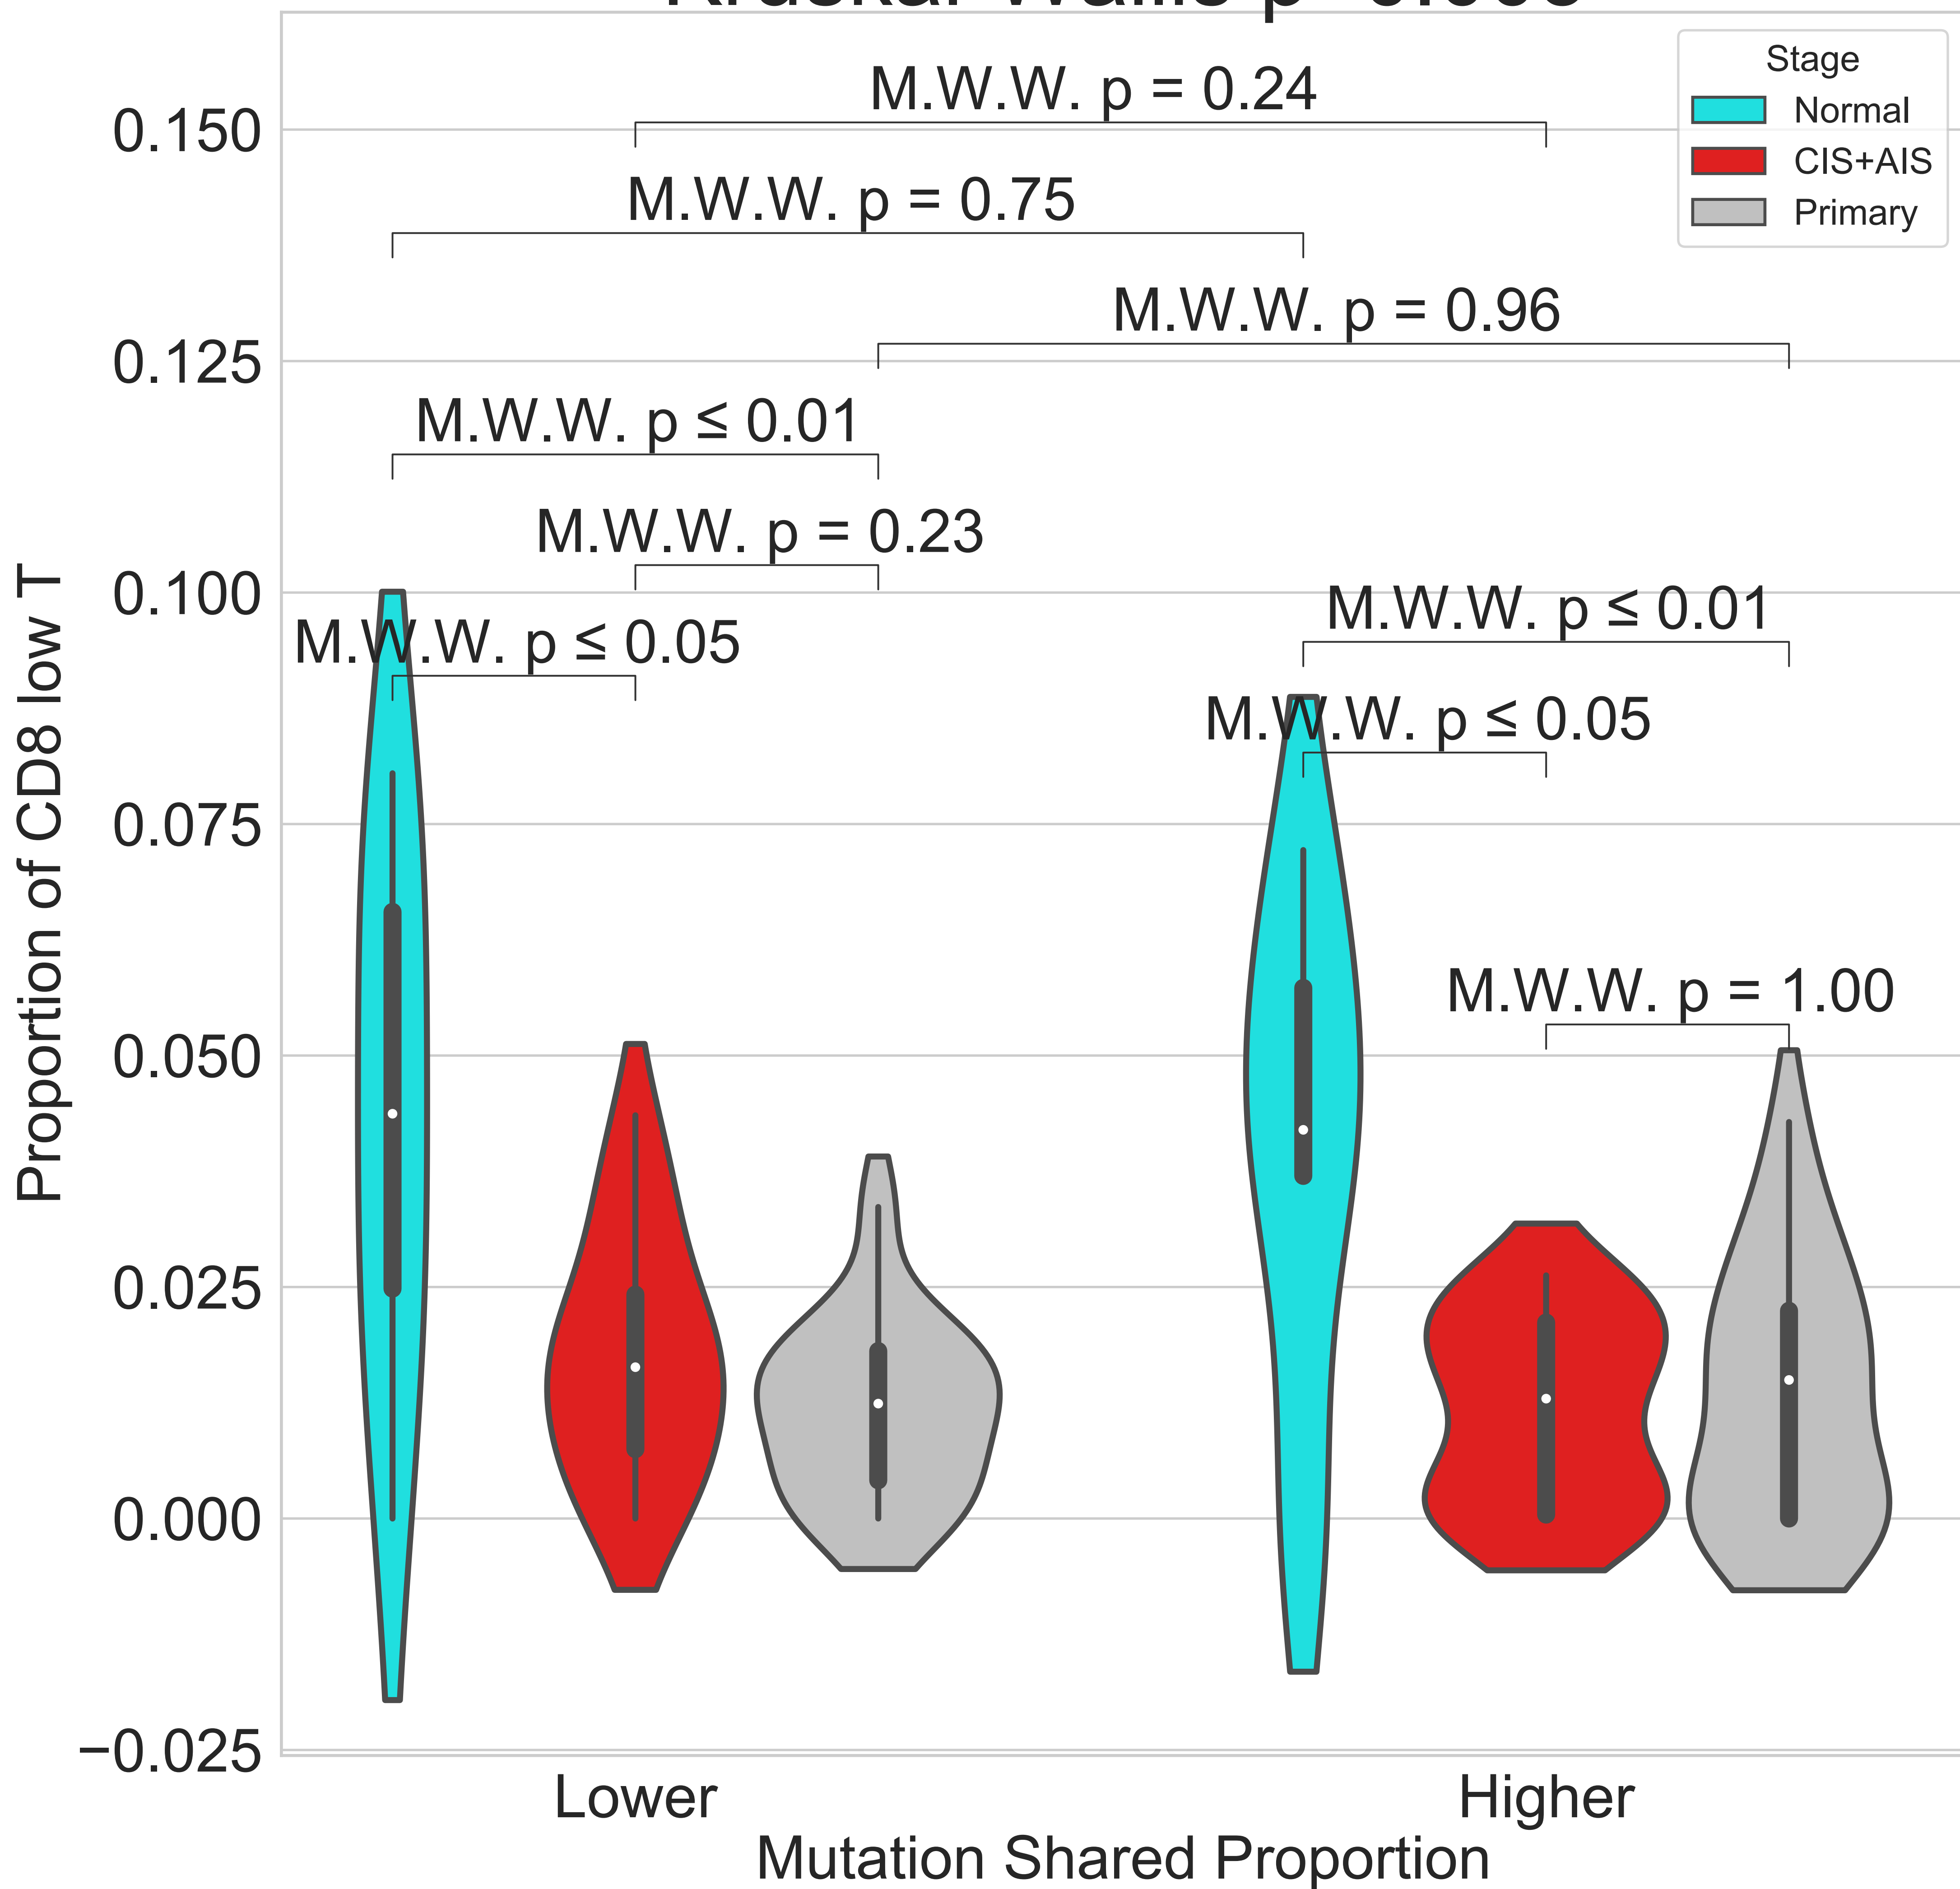 Stage
Normal
CIS+AIS
Primary
M.W.W. p = 0.24
M.W.W. p = 0.75
M.W.W. p = 0.96
M.W.W. p ≤ 0.01
M.W.W. p = 0.23
M.W.W. p ≤ 0.05
M.W.W. p ≤ 0.01
M.W.W. p ≤ 0.05
M.W.W. p = 1.00
0.150
0.125
0.100
0.075
0.050
0.025
0.000
−0.025
Proportion of CD8 low T
Lower
Higher
Mutation Shared Proportion